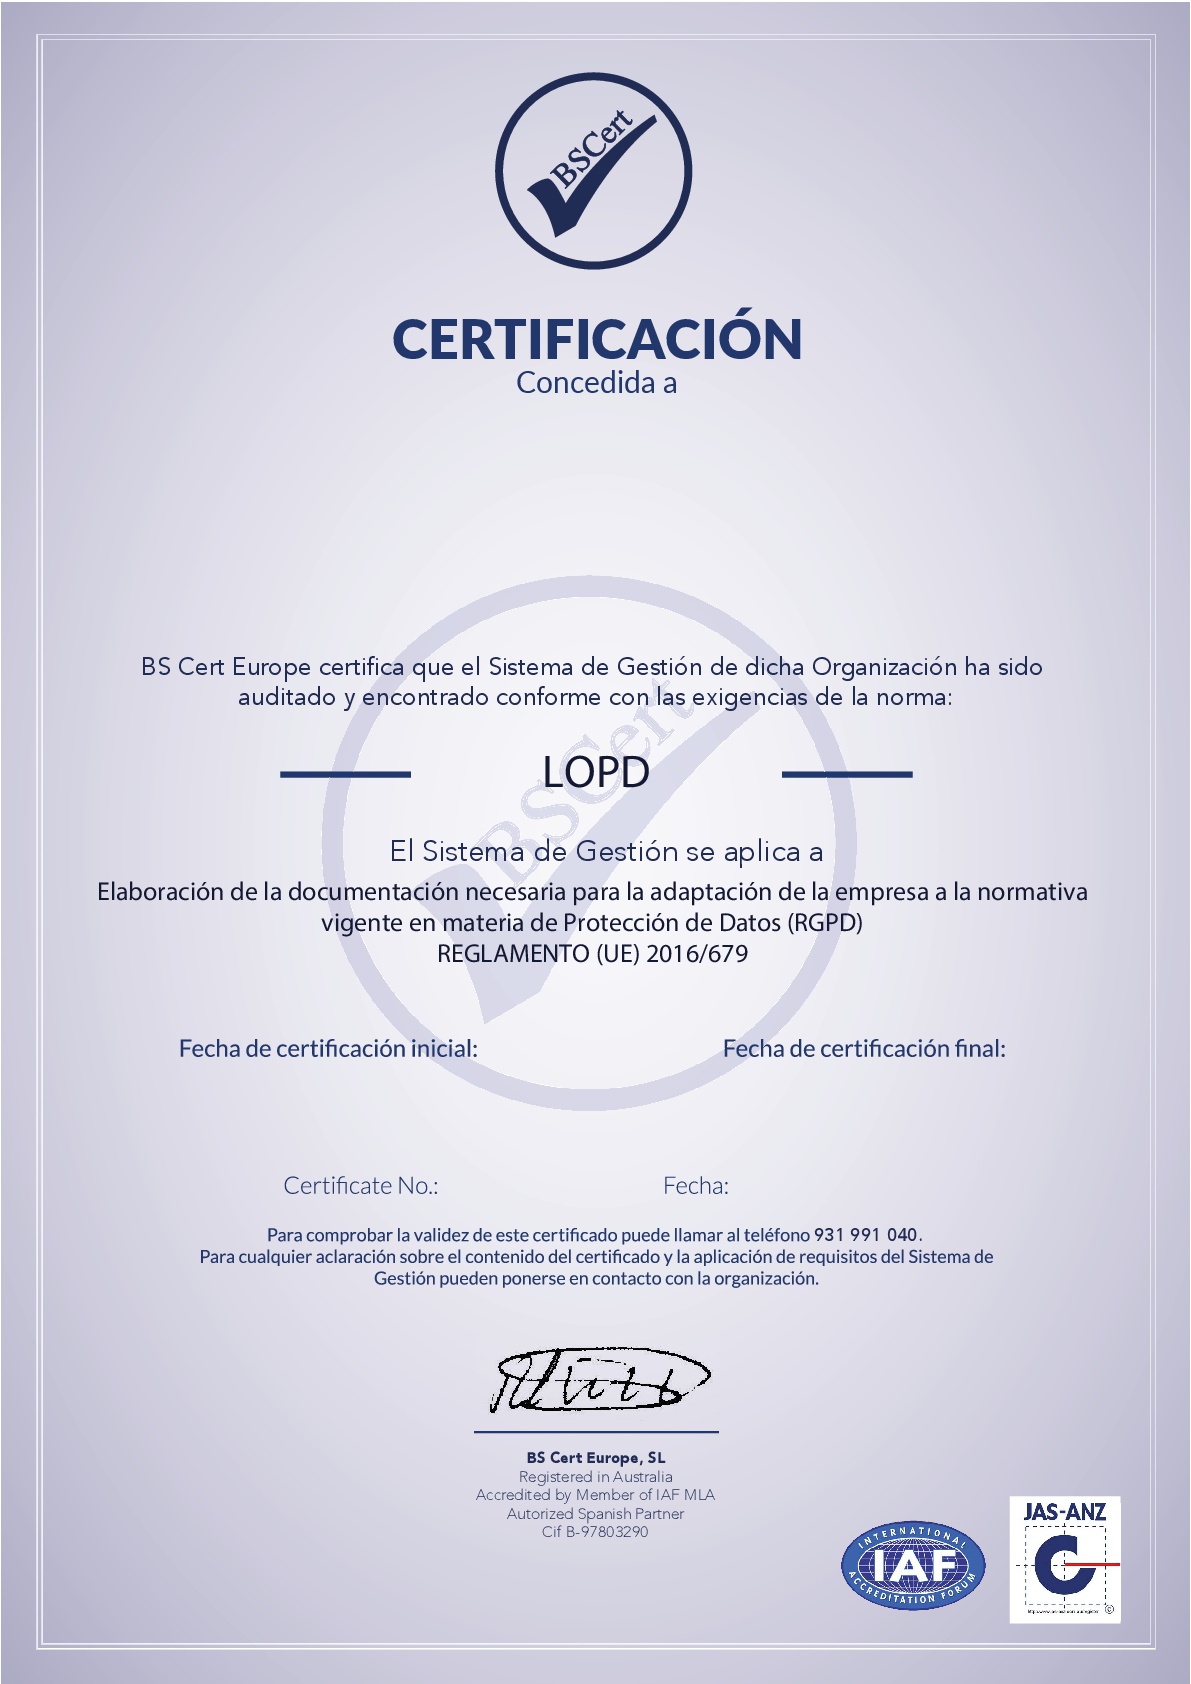 BSCert
CERTIFICACIÓN
Concedida a
BS Cert Europe certifica que el Sistema de Gestión de dicha Organización ha sido
auditado y encontrado conforme con las exigencias de la norma:
BSCert
LOPD
El Sistema de Gestión se aplica a
Elaboración de la documentación necesaria para la adaptación de la empresa a la normativa
vigente en materia de Protección de Datos (RGPD)
REGLAMENTO (UE) 2016/679
Fecha de certificación inicial: Fecha de certificación final:
Certificate No.: Fecha:
Para comprobar la validez de este certificado puede llamar al teléfono 931 991 040.
Para cualquier aclaración sobre el contenido del certificado y la aplicación de requisitos del Sistema de
Gestión pueden ponerse en contacto con la organización.
BS Cert Europe, SL
Registered in Australia
Accredited by Member of IAF MLA
Autorized Spanish Partner
Cif B-97803290
INTERNATIONAL
IAF
ACCREDITATION FORUM
JAS-ANZ
C
©